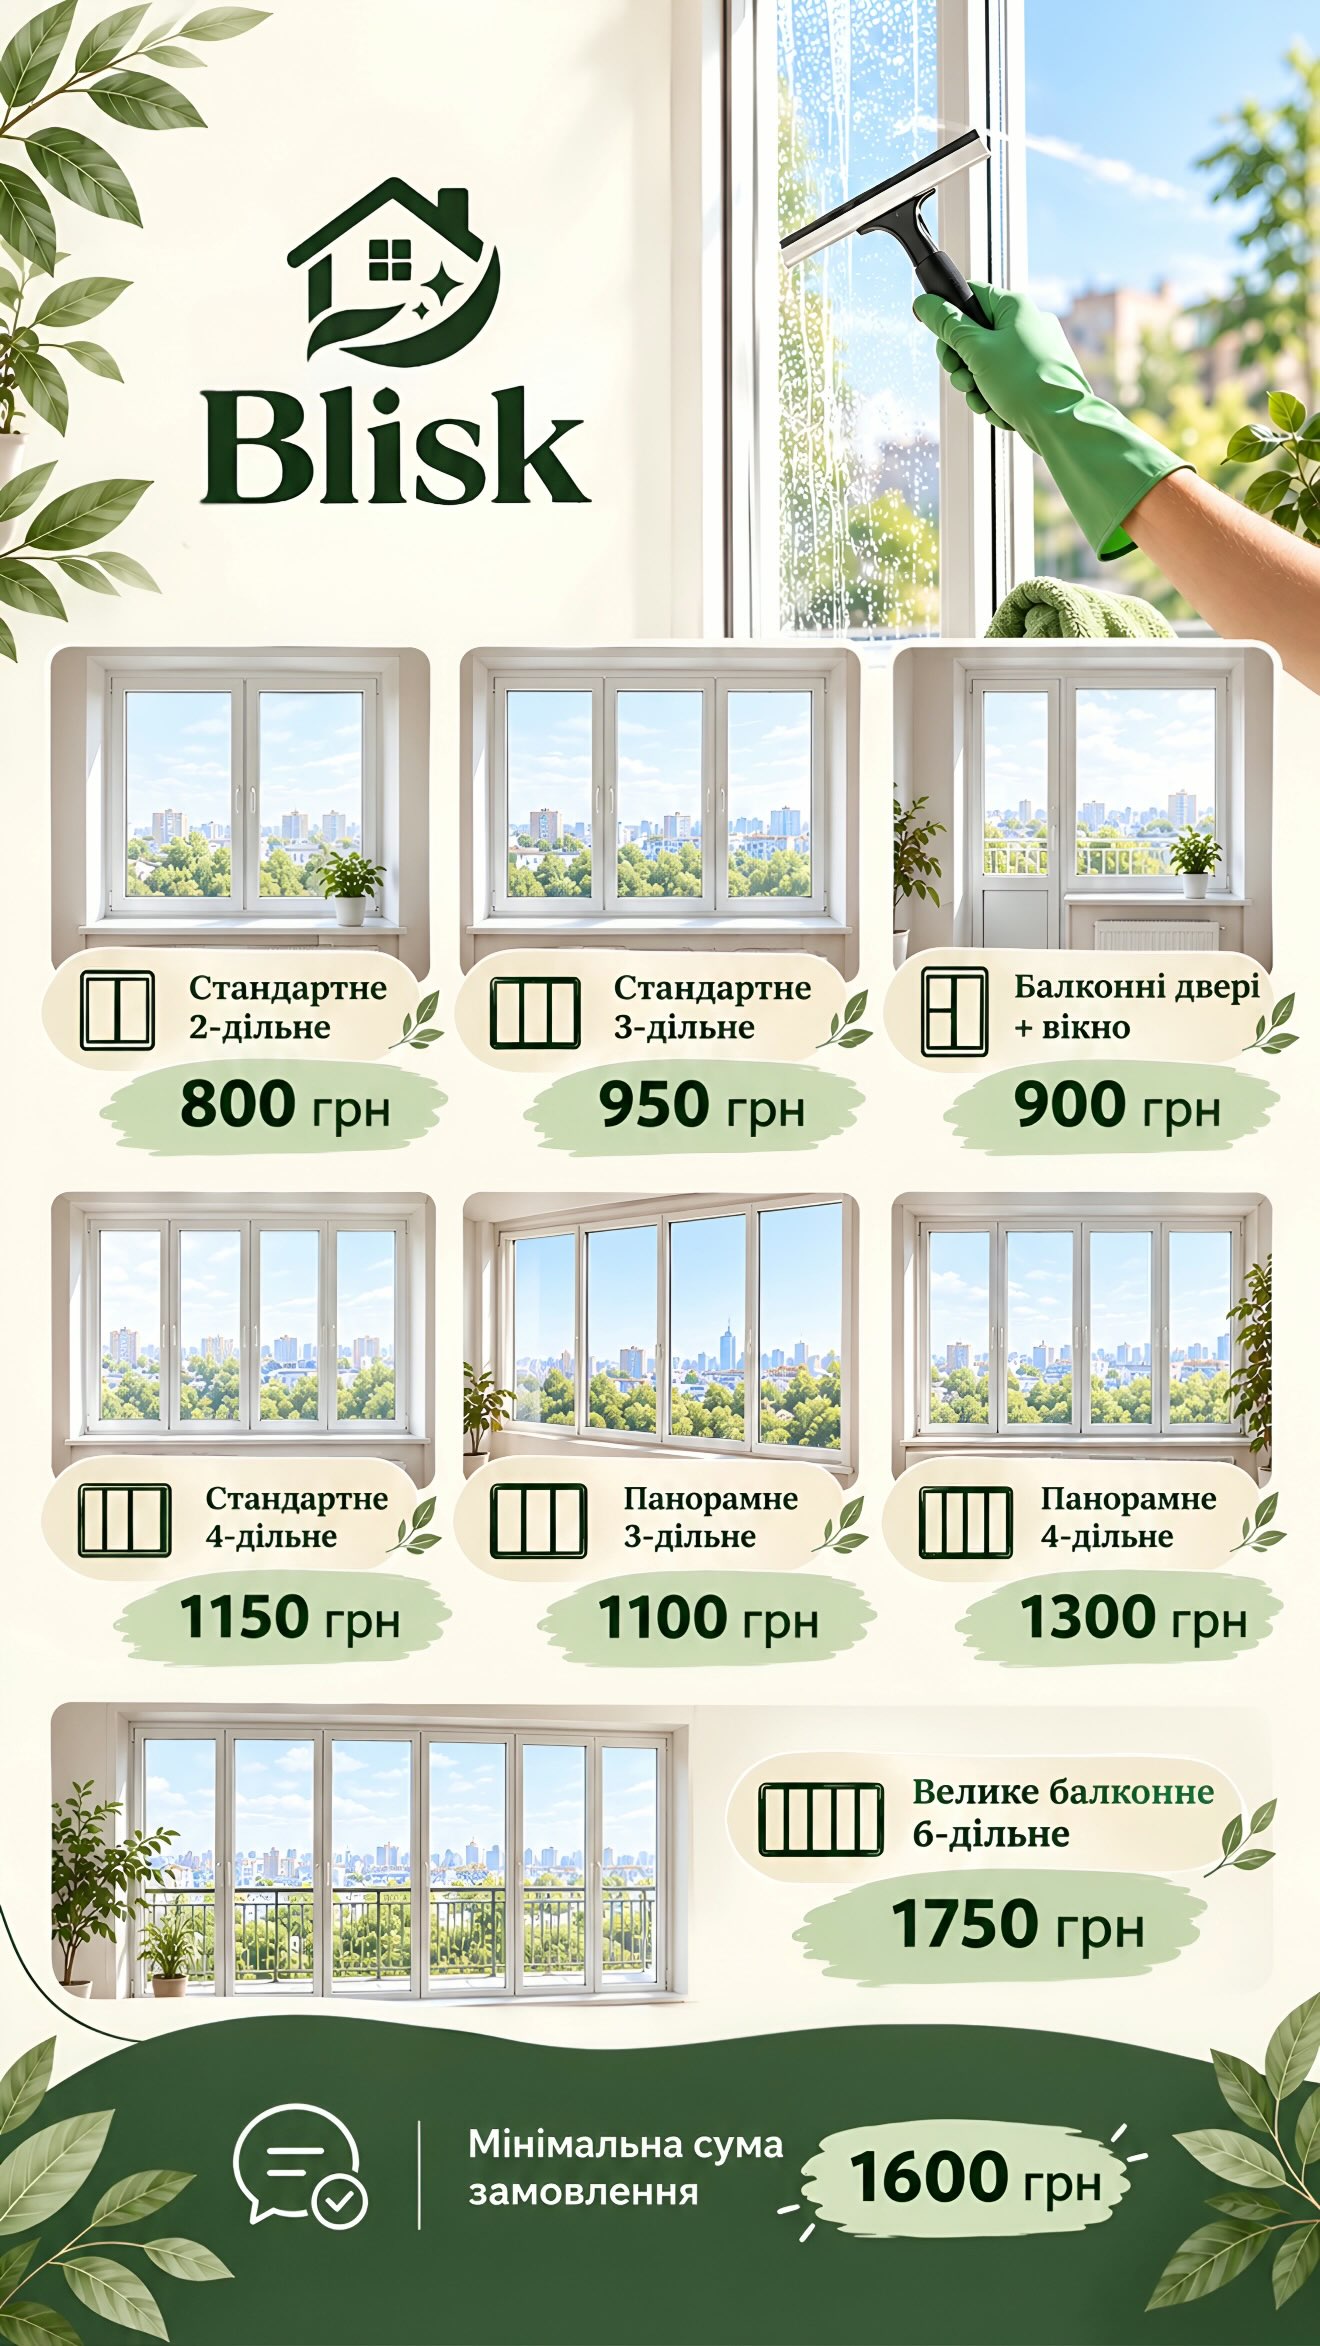 Blisk
Стандартне
2-дільне
800 грн
Стандартне
3-дільне
950 грн
Балконні двері
+ вікно
900 грн
Стандартне
4-дільне
1150 грн
Панорамне
3-дільне
1100 грн
Панорамне
4-дільне
1300 грн
Велике балконне
6-дільне
1750 грн
Мінімальна сума
замовлення
1600 грн